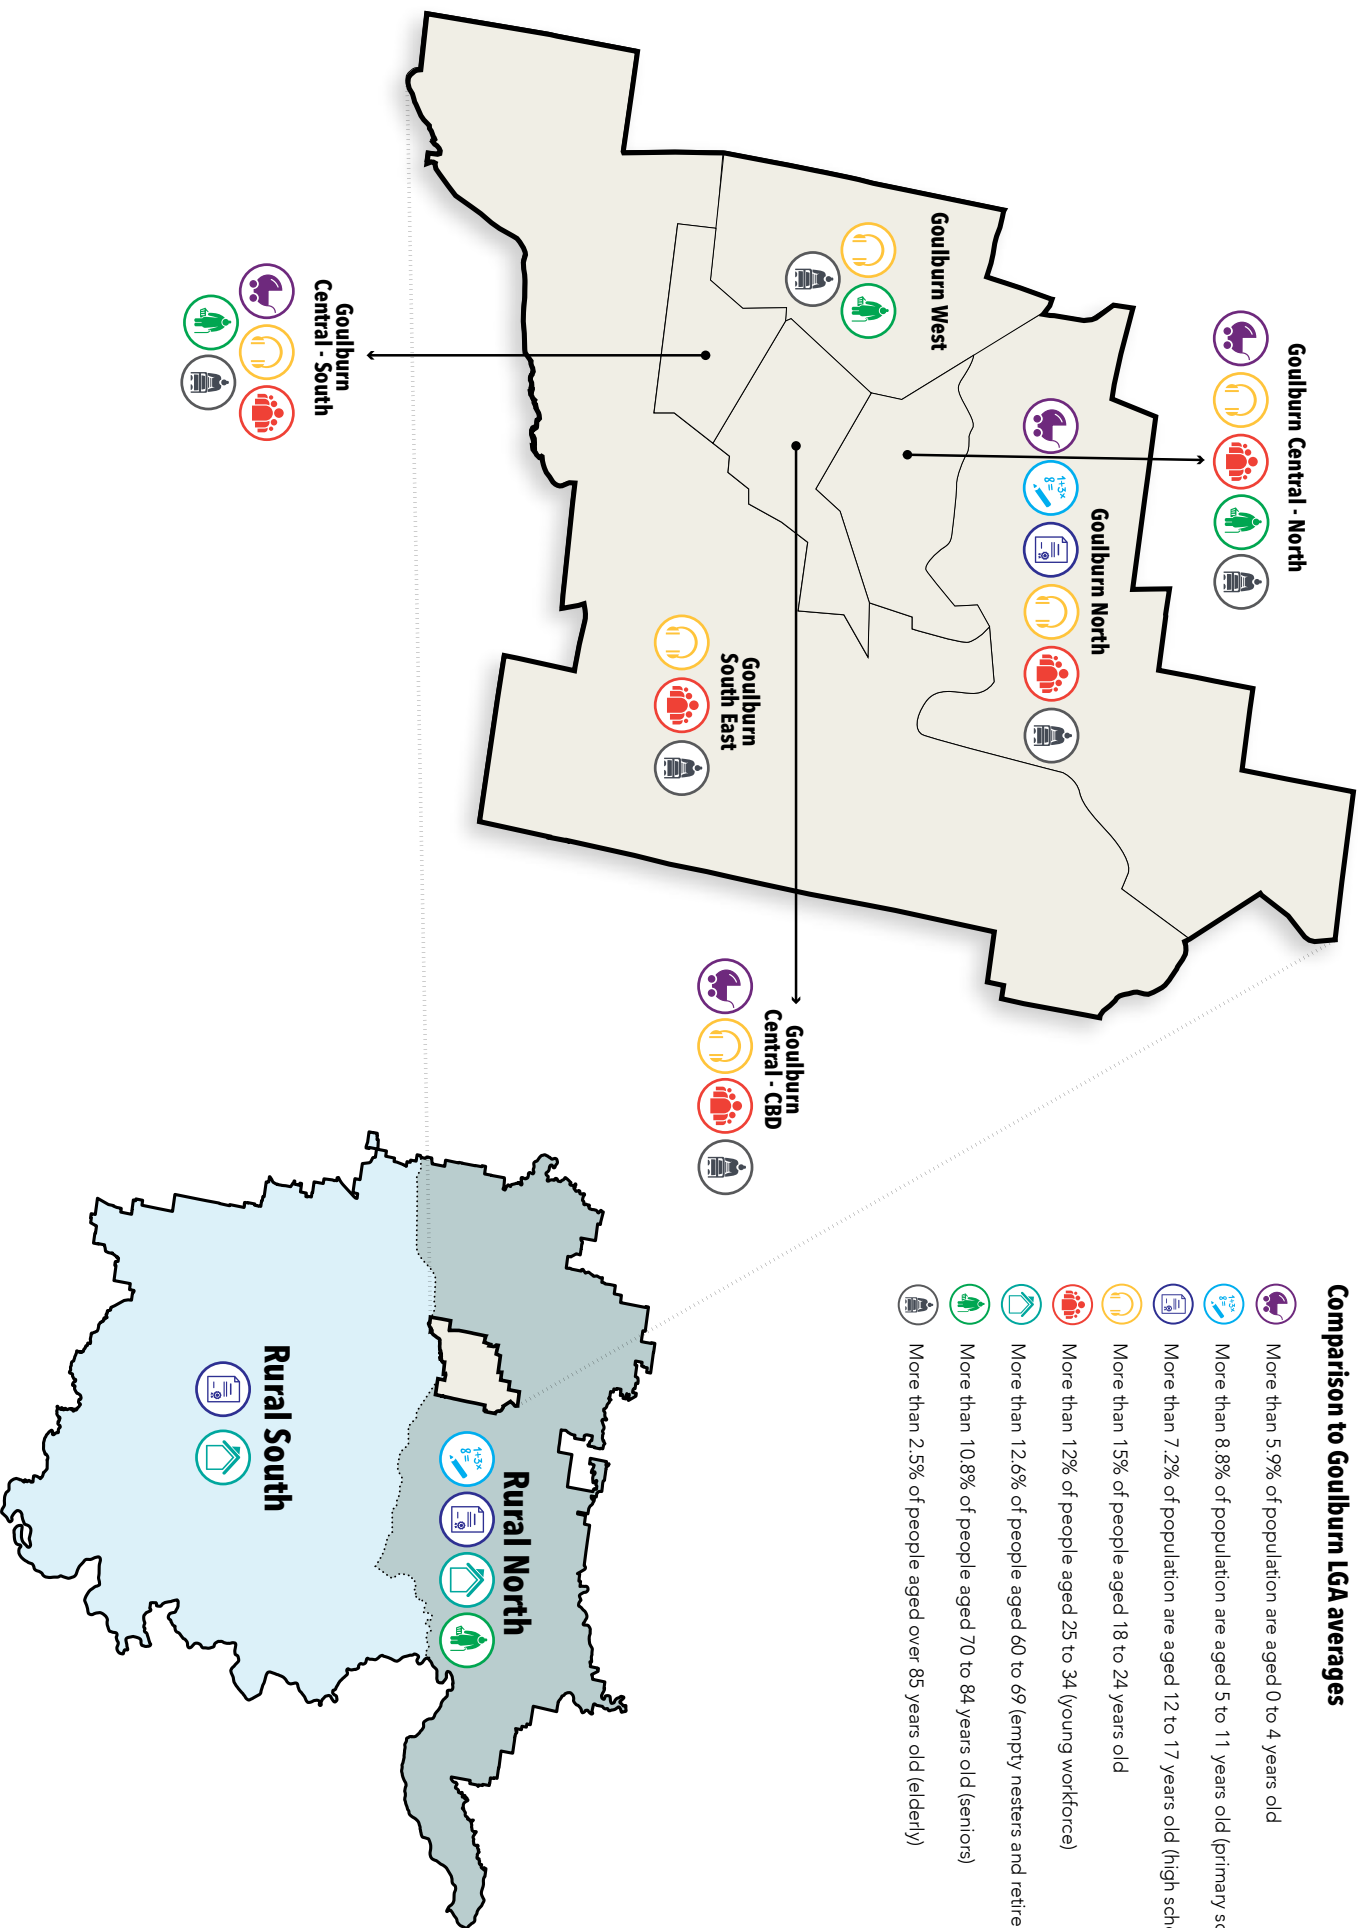 Comparison to Goulburn LGA averages
More than 5.9% of population are aged 0 to 4 years old
More than 8.8% of population are aged 5 to 11 years old (primary
More than 7.2% of population are aged 12 to 17 years old (high
More than 15% of people aged 18 to 24 years old
More than 12% of people aged 25 to 34 (young workforce)
More than 12.6% of people aged 60 to 69 (empty nesters and
More than 10.8% of people aged 70 to 84 years old (seniors)
More than 2.5% of people aged over 85 years old (elderly)
Goulburn Central - North
Goulburn North
Goulburn West
Goulburn
South East
Goulburn
Central - CBD
Goulburn
Central - South
Rural North
Rural South